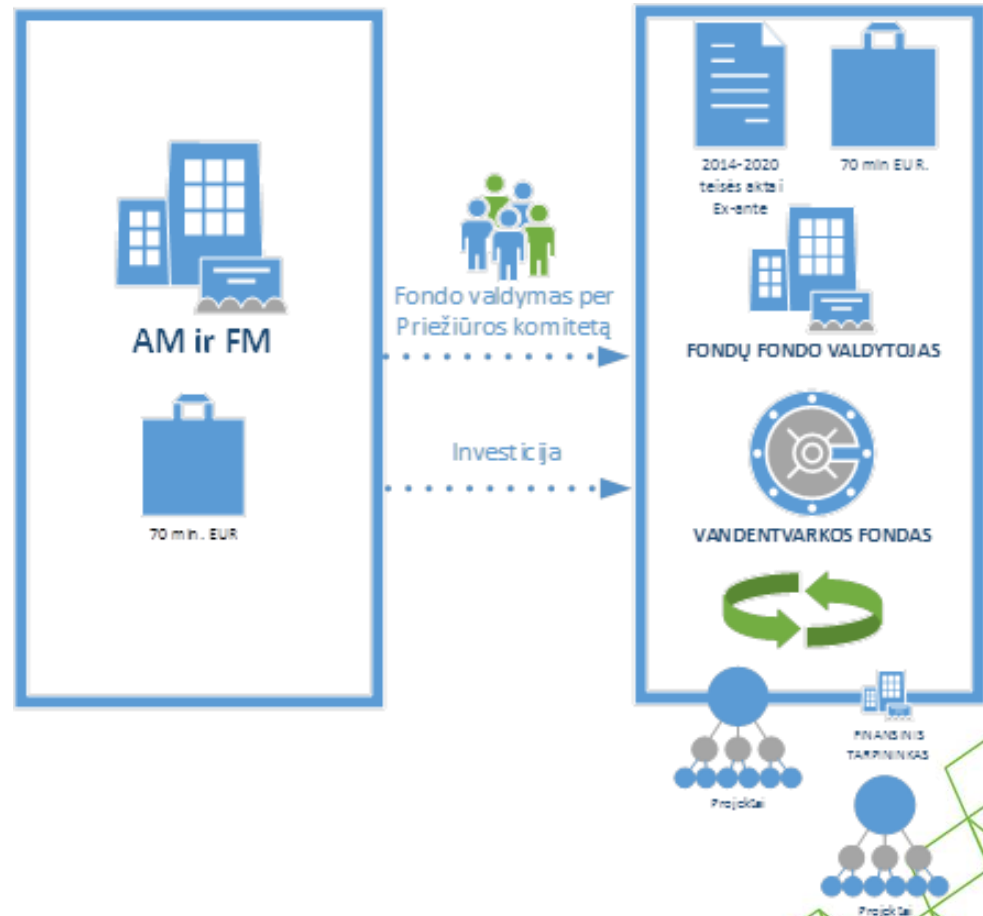 AM ir FM
70 mln. EUR
Fondo valdymas per
Priežiūros komitetą
Investicija
2014-2020
teisės aktai
Ex-ante
70 mln EUR.
FONDŲ FONDO VALDYTOJAS
VANDENTVARKOS FONDAS
Projektai
FINANSINIS
TARPININKAS
Projektai